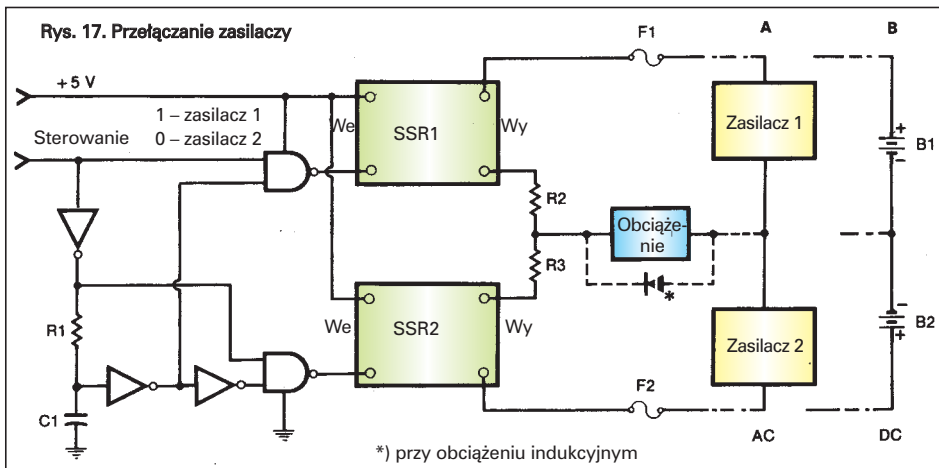 Rys. 17. Przełączanie zasilaczy
F1
A
B
+ 5 V
Sterowanie
1 – zasilacz 1
0 – zasilacz 2
We
SSR1
Wy
Zasilacz 1
+
B1
–
R2
Obciąże-
nie
R3
*
R1
We
SSR2
Wy
Zasilacz 2
–
B2
+
C1
F2
AC
DC
*) przy obciążeniu indukcyjnym